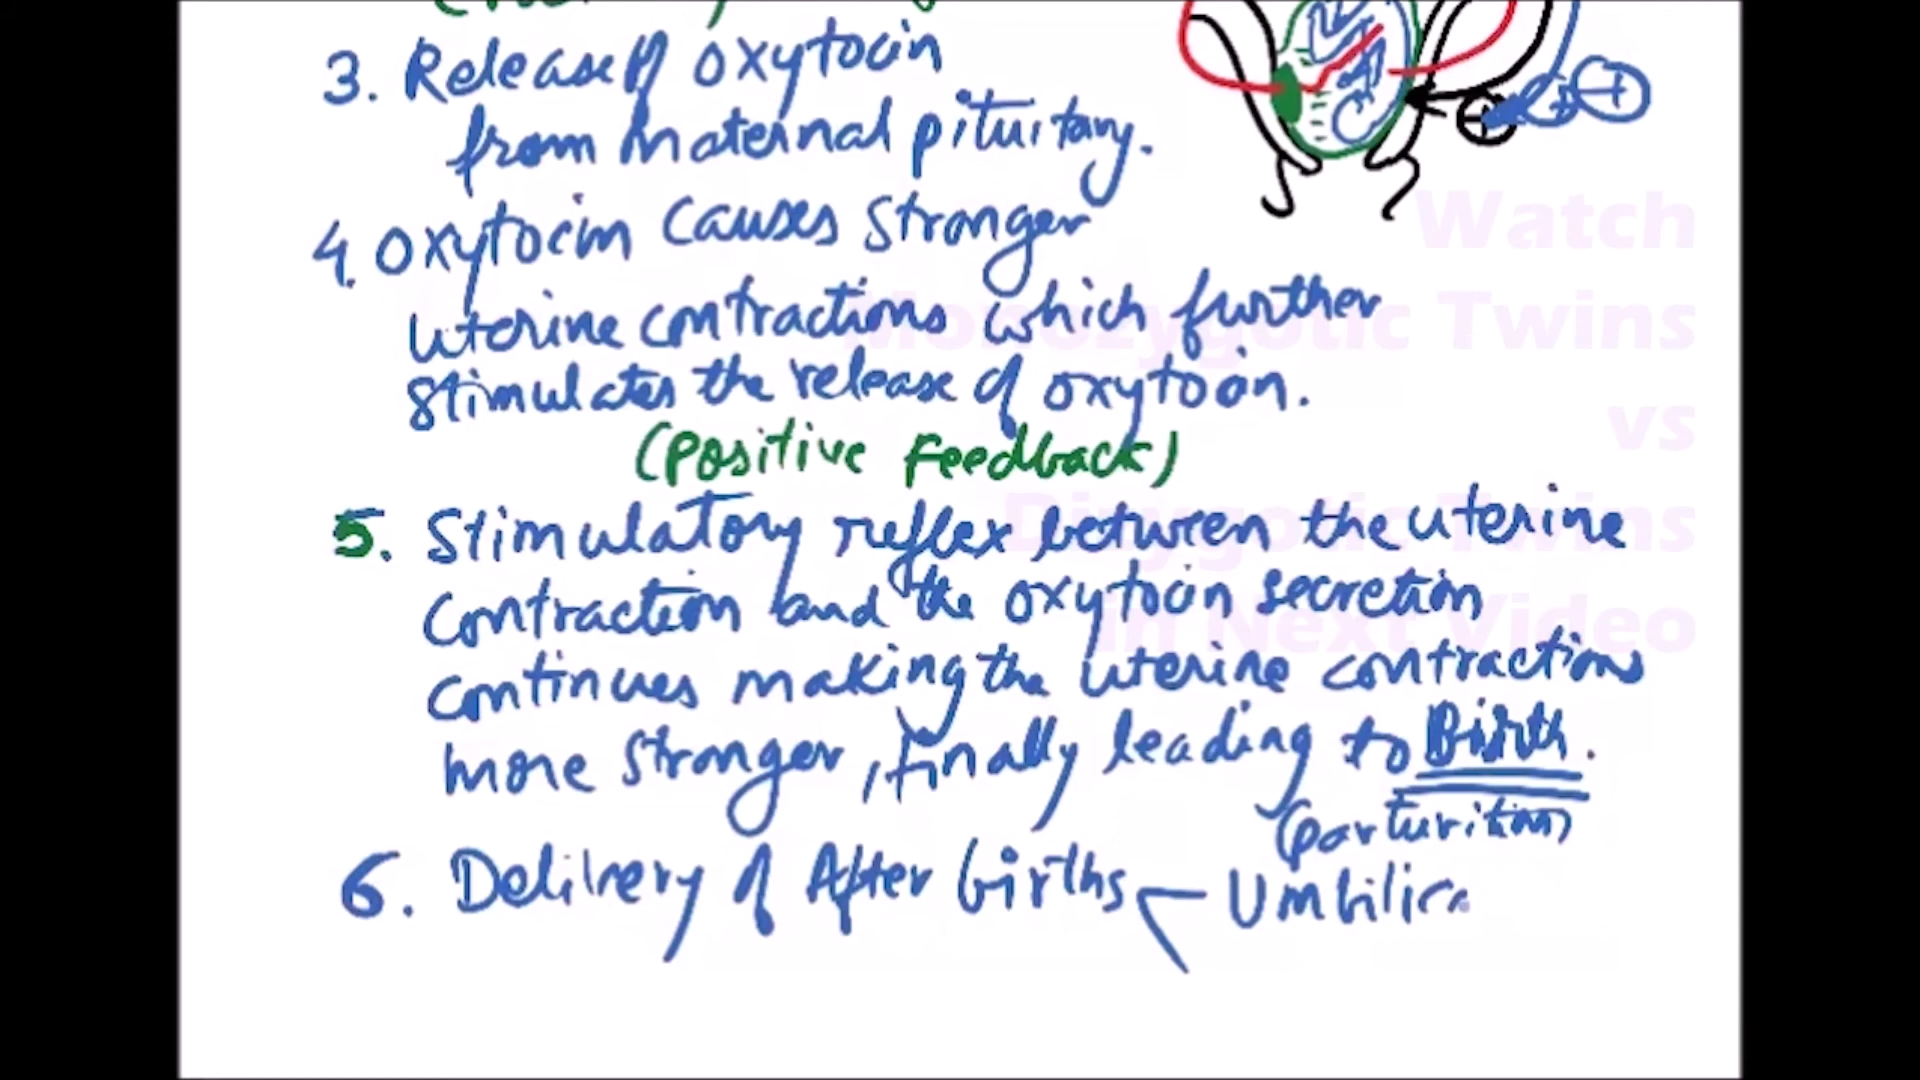 3. Release of oxytocin
from maternal pituitary.
4. Oxytocin causes stronger
uterine contractions which further
stimulates the release of oxytocin.
(Positive Feedback)
5. Stimulatory reflex between the uterine
contraction and the oxytocin secretion
continues making the uterine contractions
more stronger, finally leading to Birth.
(parturition)
6. Delivery of After births Umbilica
Watch
Monozygotic Twins
vs
Dizygotic Twins
in Next Video